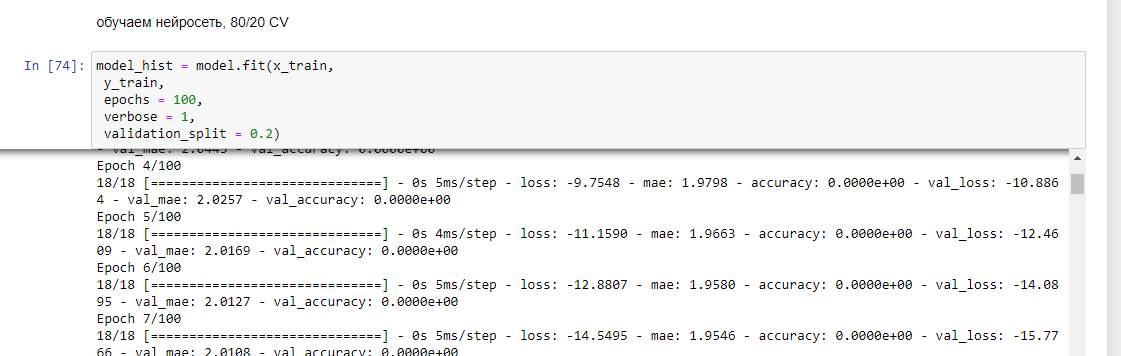 обучаем нейросеть, 80/20 CV
In [74]: model_hist = model.fit(x_train,
y_train,
epochs = 100,
verbose = 1,
validation_split = 0.2)
- val_mae: 2.0445 - val_accuracy: 0.0000e+00
Epoch 4/100
18/18 [==============================] - 0s 5ms/step - loss: -9.7548 - mae: 1.9798 - accuracy: 0.0000e+00 - val_loss: -10.886
4 - val_mae: 2.0257 - val_accuracy: 0.0000e+00
Epoch 5/100
18/18 [==============================] - 0s 4ms/step - loss: -11.1590 - mae: 1.9663 - accuracy: 0.0000e+00 - val_loss: -12.46
09 - val_mae: 2.0169 - val_accuracy: 0.0000e+00
Epoch 6/100
18/18 [==============================] - 0s 5ms/step - loss: -12.8807 - mae: 1.9580 - accuracy: 0.0000e+00 - val_loss: -14.08
95 - val_mae: 2.0127 - val_accuracy: 0.0000e+00
Epoch 7/100
18/18 [==============================] - 0s 5ms/step - loss: -14.5495 - mae: 1.9546 - accuracy: 0.0000e+00 - val_loss: -15.77
66 - val_mae: 2.0108 - val_accuracy: 0.0000e+00